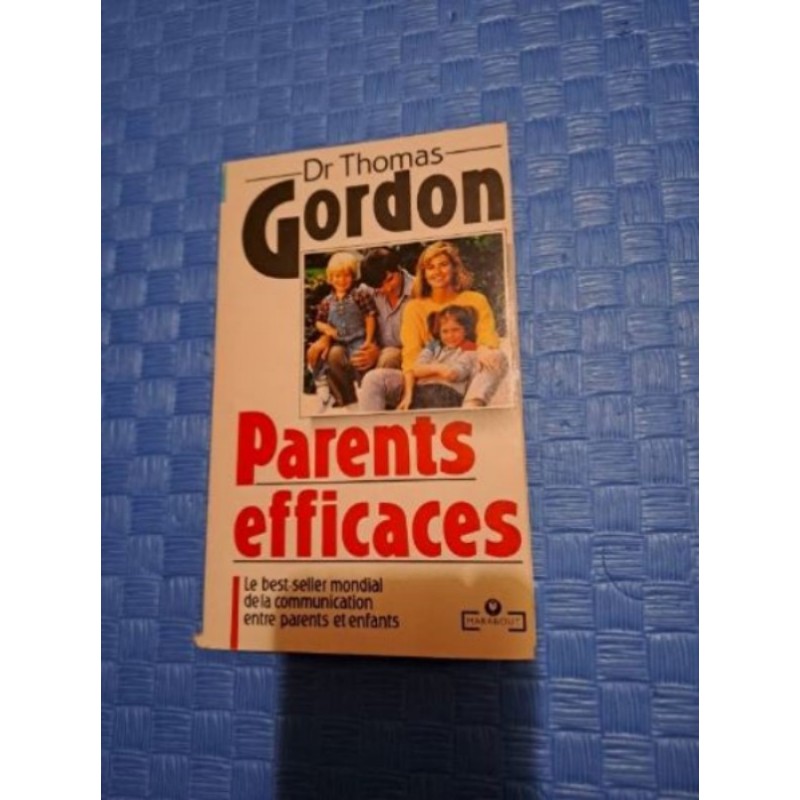 Dr Thomas
Gordon
Parents
efficaces
Le best-seller mondial
de la communication
entre parents et enfants
MARABOUT